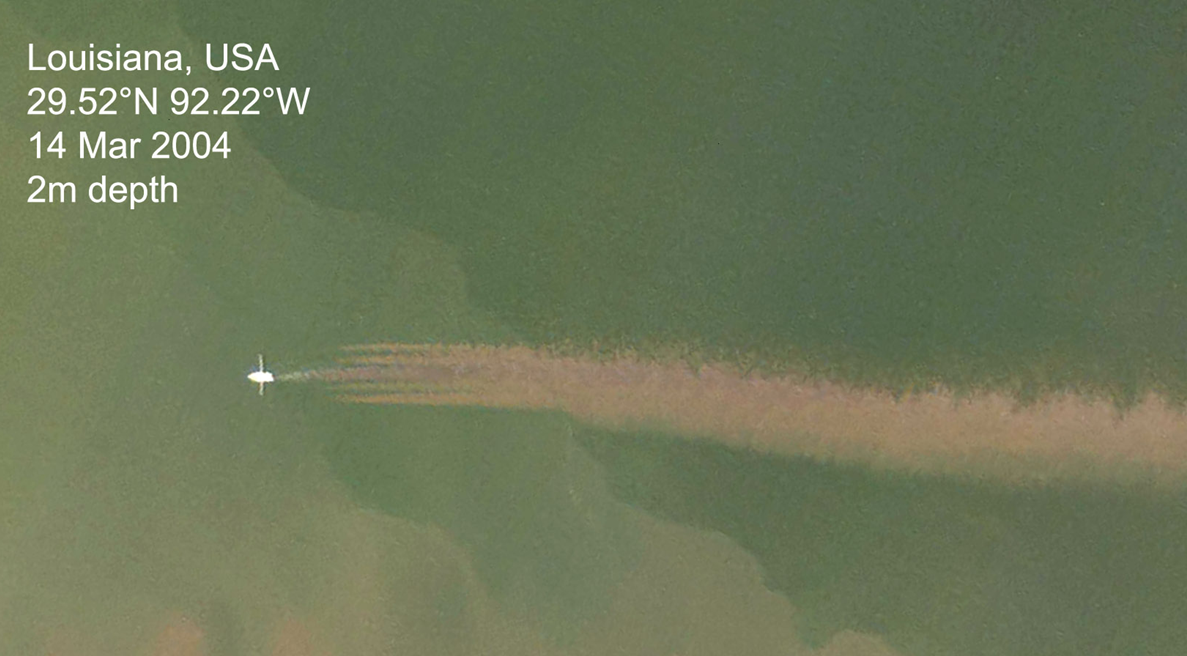 Louisiana, USA
29.52°N 92.22°W
14 Mar 2004
2m depth